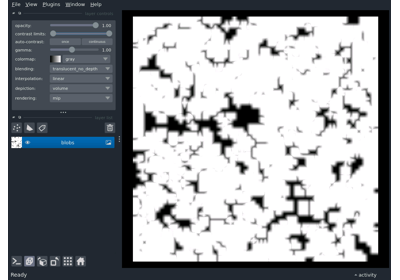 File View Plugins Window Help
opacity: 1.00
contrast limits:
auto-contrast: once continuous
gamma: 1.00
colormap: gray
blending: translucent_no_depth
interpolation: linear
depiction: volume
rendering: mip
blobs
Ready
activity